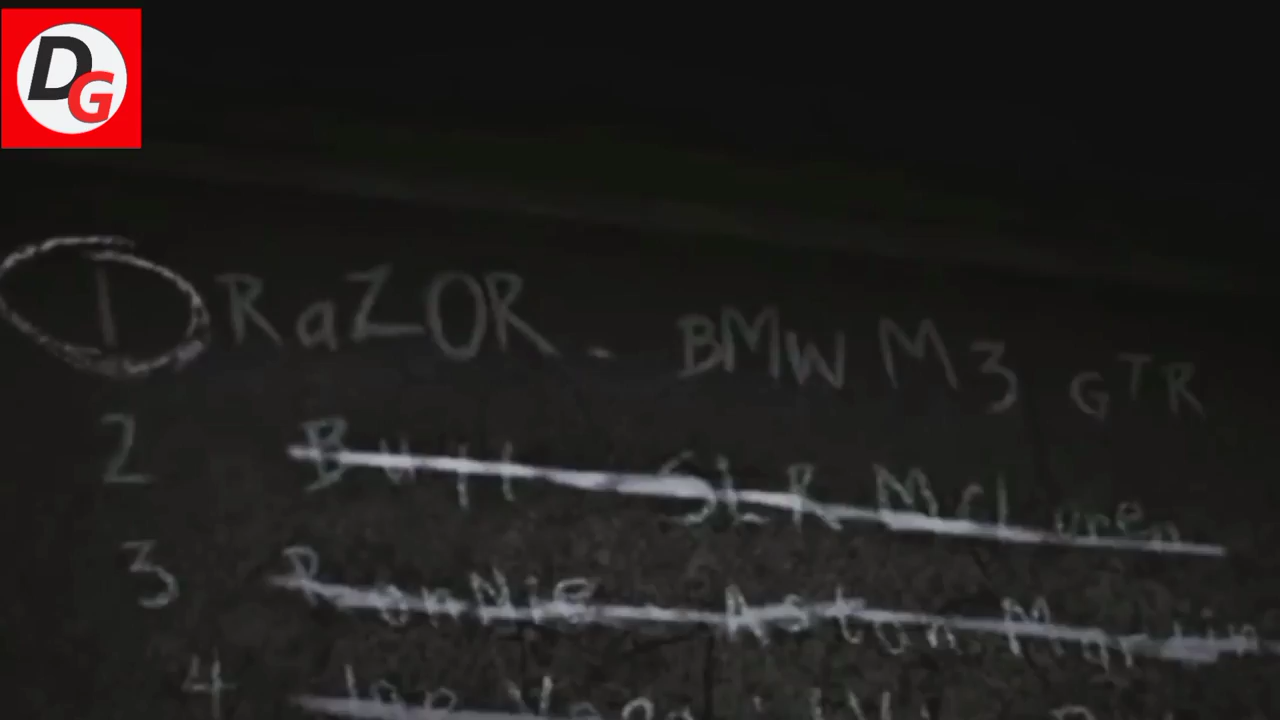 DG
1 RaZOR - BMW M3 GTR
2 Bull SLR McLaren
3 RonNie - Aston Martin
4